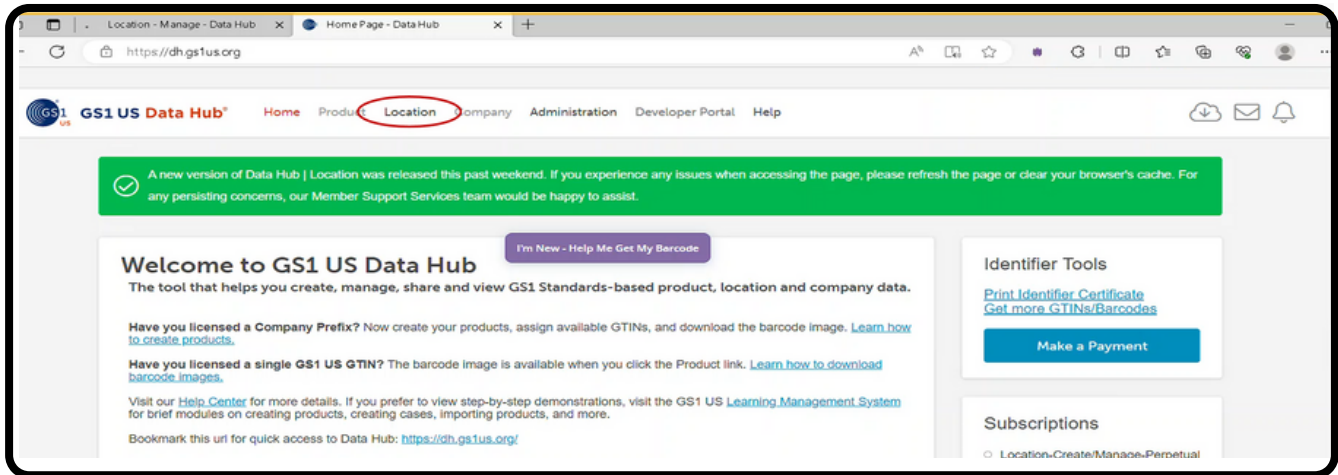 Location - Manage - Data Hub
Home Page - Data Hub
https://dh.gs1us.org
GS1 US
GS1 US Data Hub®
Home Product Location Company Administration Developer Portal Help
A new version of Data Hub | Location was released this past weekend. If you experience any issues when accessing the page, please refresh the page or clear your browser's cache. For
any persisting concerns, our Member Support Services team would be happy to assist.
I'm New - Help Me Get My Barcode
Welcome to GS1 US Data Hub
The tool that helps you create, manage, share and view GS1 Standards-based product, location and company data.
Have you licensed a Company Prefix? Now create your products, assign available GTINs, and download the barcode image. Learn how
to create products.
Have you licensed a single GS1 US GTIN? The barcode image is available when you click the Product link. Learn how to download
barcode images.
Visit our Help Center for more details. If you prefer to view step-by-step demonstrations, visit the GS1 US Learning Management System
for brief modules on creating products, creating cases, importing products, and more.
Bookmark this url for quick access to Data Hub: https://dh.gs1us.org/
Identifier Tools
Print Identifier Certificate
Get more GTINs/Barcodes
Make a Payment
Subscriptions
Location-Create/Manage-Perpetual